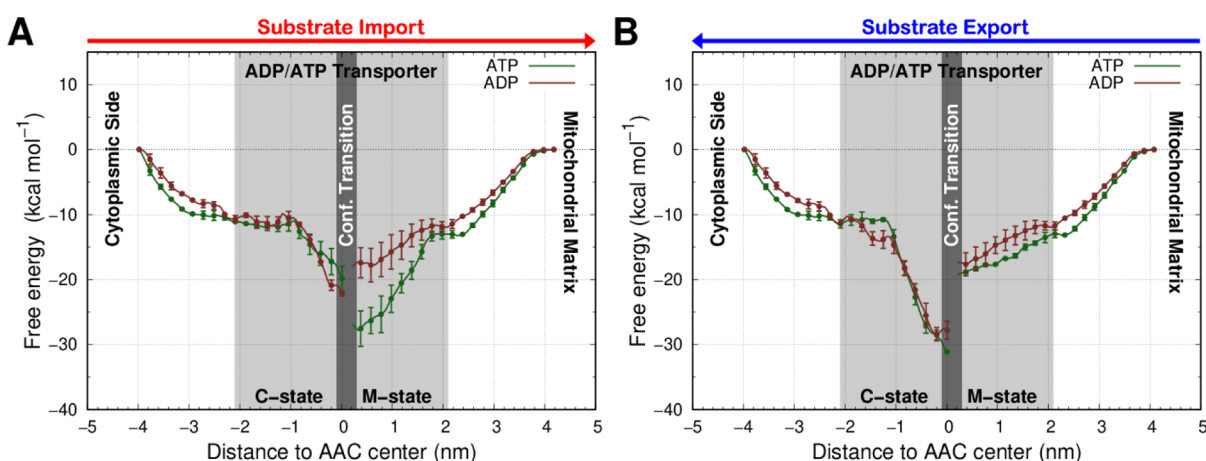 A
Substrate Import
ADP/ATP Transporter
ATP
ADP
Cytoplasmic Side
Conf. Transition
Mitochondrial Matrix
C−state
M−state
10
0
−10
−20
−30
−40
Free energy (kcal mol−1)
−5 −4 −3 −2 −1 0 1 2 3 4 5
Distance to AAC center (nm)
B
Substrate Export
ADP/ATP Transporter
ATP
ADP
Cytoplasmic Side
Conf. Transition
Mitochondrial Matrix
C−state
M−state
10
0
−10
−20
−30
−40
Free energy (kcal mol−1)
−5 −4 −3 −2 −1 0 1 2 3 4 5
Distance to AAC center (nm)